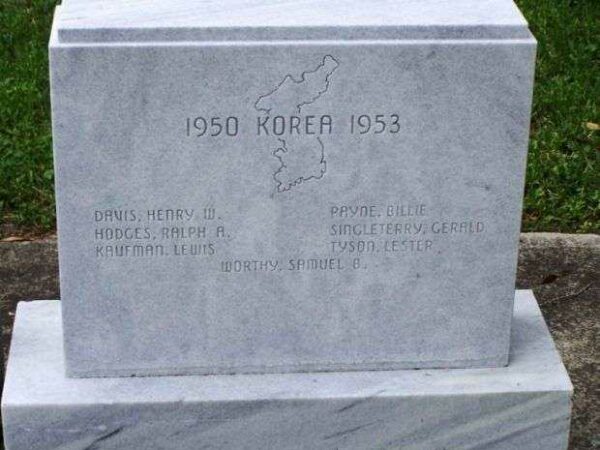 1950 KOREA 1953
DAVIS, HENRY W.
HODGES, RALPH A.
KAUFMAN, LEWIS
PAYNE, BILLIE
SINGLETERRY, GERALD
TYSON, LESTER
WORTHY, SAMUEL B.